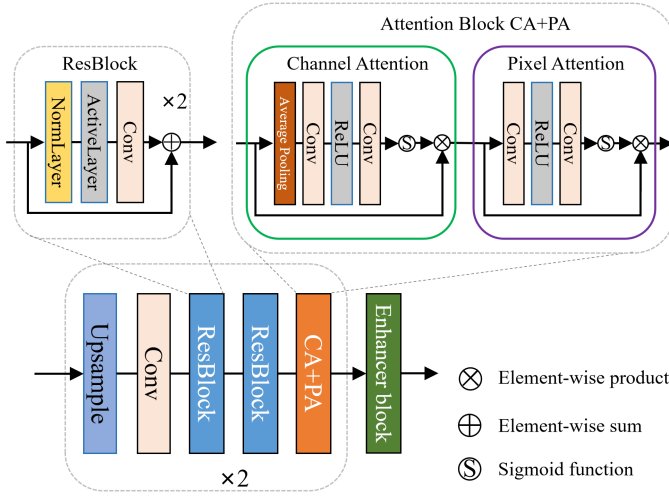 Attention Block CA+PA
ResBlock
NormLayer
ActiveLayer
Conv
×2
Channel Attention
Average Pooling
Conv
ReLU
Conv
S
Pixel Attention
Conv
ReLU
Conv
S
Upsample
Conv
ResBlock
ResBlock
CA+PA
×2
Enhancer block
Element-wise product
Element-wise sum
S
Sigmoid function